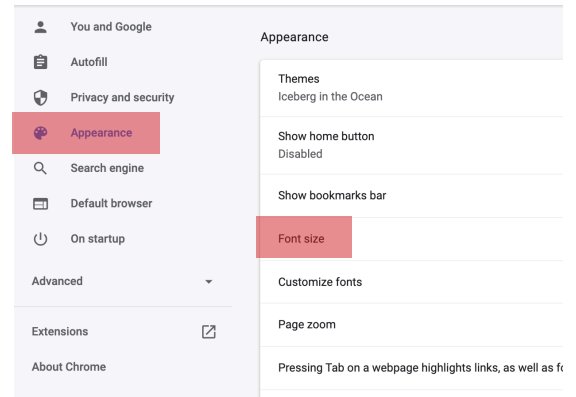 You and Google
Autofill
Privacy and security
Appearance
Search engine
Default browser
On startup
Advanced
Extensions
About Chrome
Appearance
Themes
Iceberg in the Ocean
Show home button
Disabled
Show bookmarks bar
Font size
Customize fonts
Page zoom
Pressing Tab on a webpage highlights links, as well as